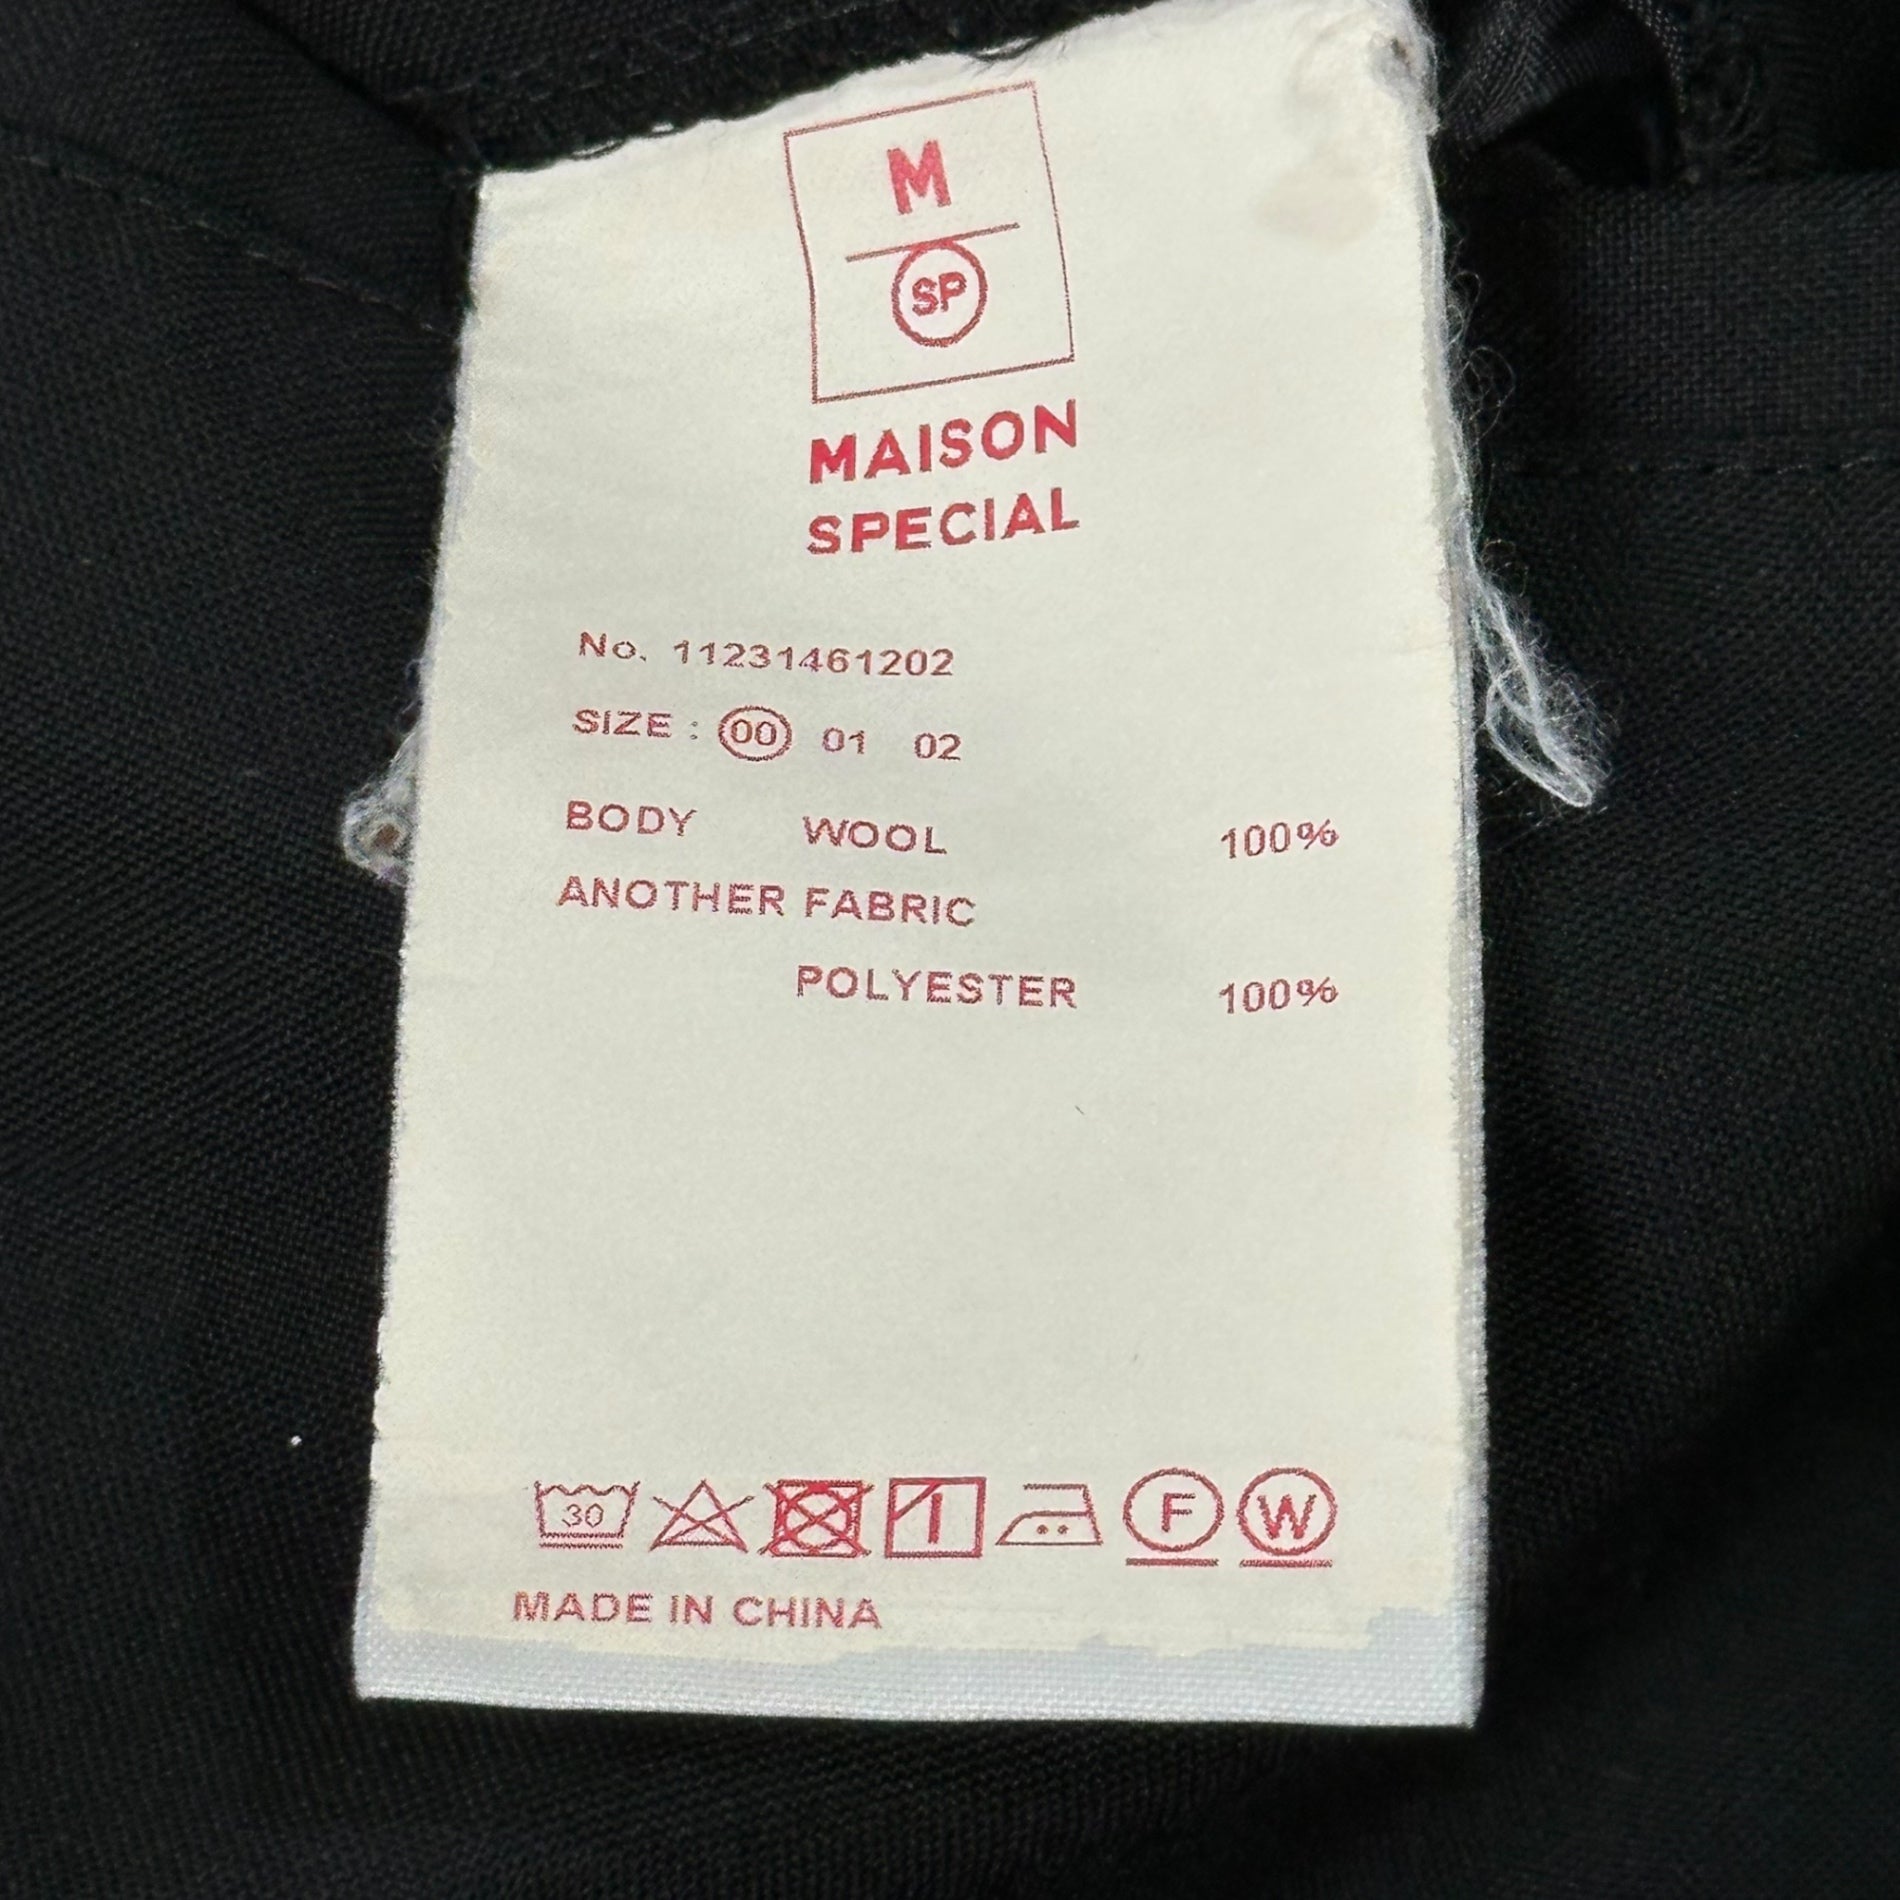 M
SP
MAISON
SPECIAL
No. 11231461202
SIZE : 00 01 02
BODY WOOL 100%
ANOTHER FABRIC
POLYESTER 100%
30 F W
MADE IN CHINA